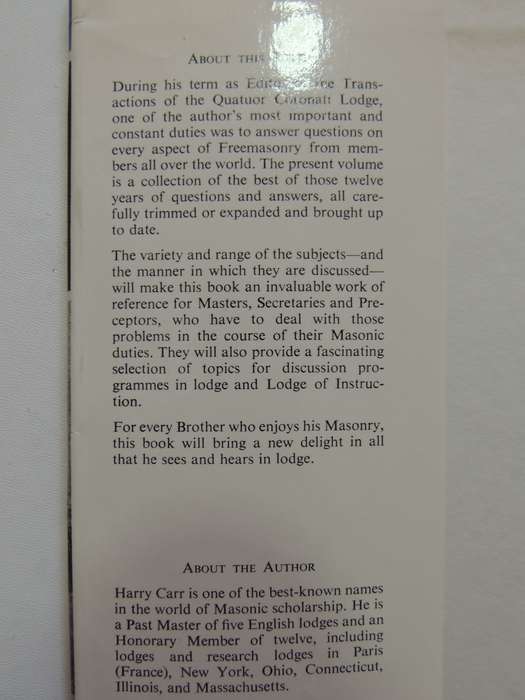 ABOUT THIS
During his term as Editor of the Trans-
actions of the Quatuor Coronati Lodge,
one of the author's most important and
constant duties was to answer questions on
every aspect of Freemasonry from mem-
bers all over the world. The present volume
is a collection of the best of those twelve
years of questions and answers, all care-
fully trimmed or expanded and brought up
to date.
The variety and range of the subjects—and
the manner in which they are discussed—
will make this book an invaluable work of
reference for Masters, Secretaries and Pre-
ceptors, who have to deal with those
problems in the course of their Masonic
duties. They will also provide a fascinating
selection of topics for discussion pro-
grammes in lodge and Lodge of Instruc-
tion.
For every Brother who enjoys his Masonry,
this book will bring a new delight in all
that he sees and hears in lodge.
ABOUT THE AUTHOR
Harry Carr is one of the best-known names
in the world of Masonic scholarship. He is
a Past Master of five English lodges and an
Honorary Member of twelve, including
lodges and research lodges in Paris
(France), New York, Ohio, Connecticut,
Illinois, and Massachusetts.